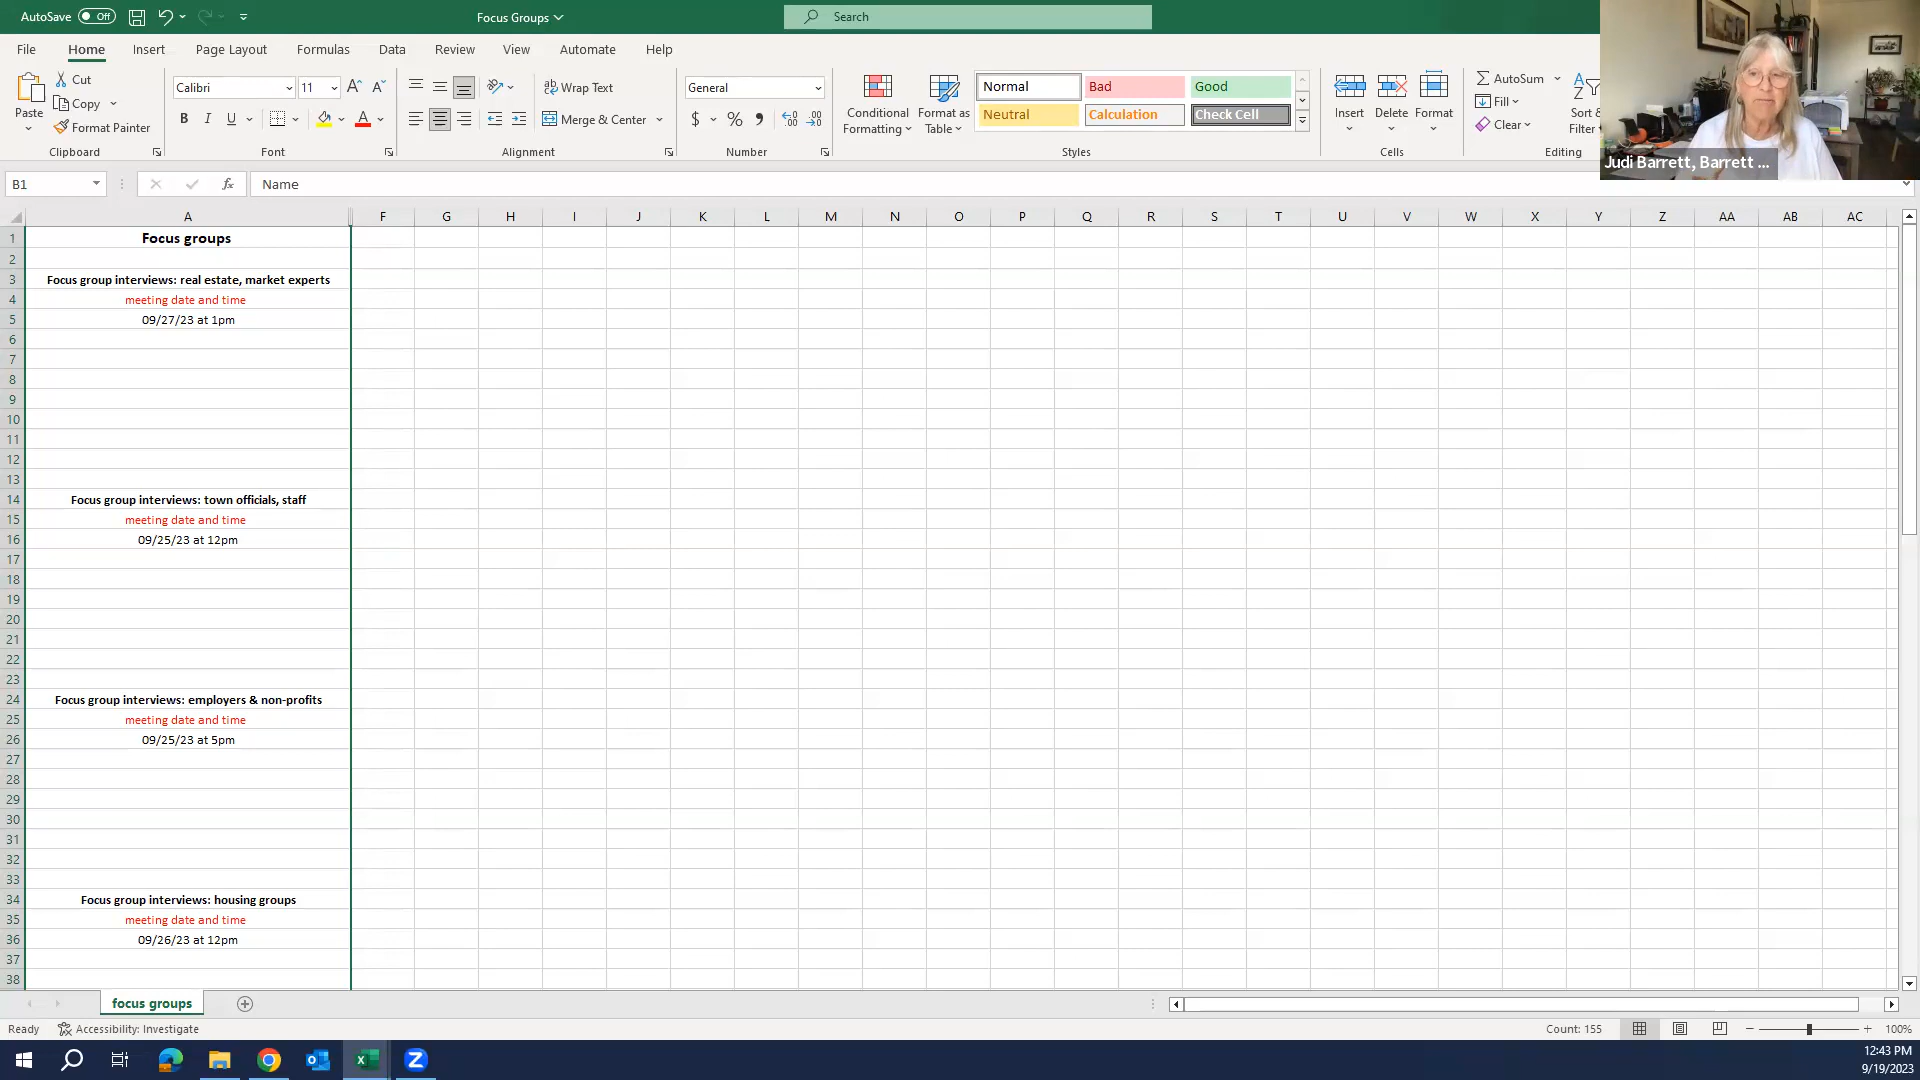 AutoSave Off
Focus Groups
Search
File Home Insert Page Layout Formulas Data Review View Automate Help
Cut
Copy
Format Painter
Paste
Clipboard
Calibri 11
B I U A
Font
Wrap Text
Merge & Center
Alignment
General
$ % 9
Number
Conditional Formatting
Format as Table
Normal Bad Good
Neutral Calculation Check Cell
Styles
Insert Delete Format
Cells
AutoSum
Fill
Clear
Sort & Filter
Editing
Judi Barrett, Barrett ...
B1
fx
Name
A F G H I J K L M N O P Q R S T U V W X Y Z AA AB AC
1 Focus groups
2
3 Focus group interviews: real estate, market experts
4 meeting date and time
5 09/27/23 at 1pm
6
7
8
9
10
11
12
13
14 Focus group interviews: town officials, staff
15 meeting date and time
16 09/25/23 at 12pm
17
18
19
20
21
22
23
24 Focus group interviews: employers & non-profits
25 meeting date and time
26 09/25/23 at 5pm
27
28
29
30
31
32
33
34 Focus group interviews: housing groups
35 meeting date and time
36 09/26/23 at 12pm
37
38
focus groups
Ready Accessibility: Investigate Count: 155 100%
12:43 PM
9/19/2023